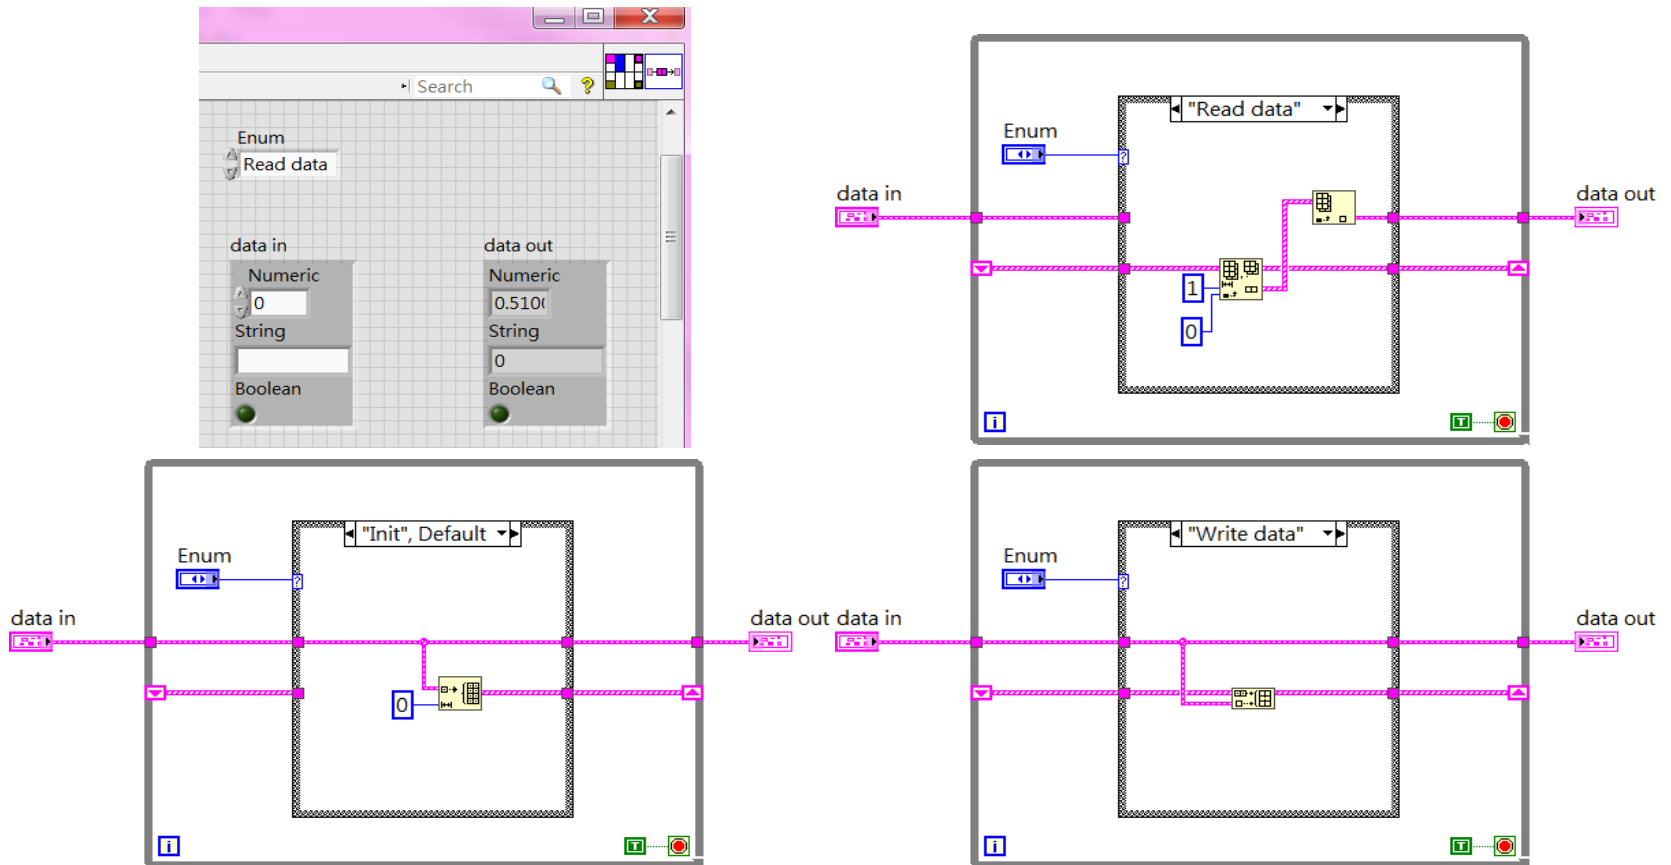 Search
Enum
Read data
data in
Numeric
0
String
Boolean
data out
Numeric
0.510
String
0
Boolean
"Read data"
Enum
data in
data out
1
0
i
T
"Init", Default
Enum
data in
data out
0
i
T
"Write data"
Enum
data in
data out
i
T